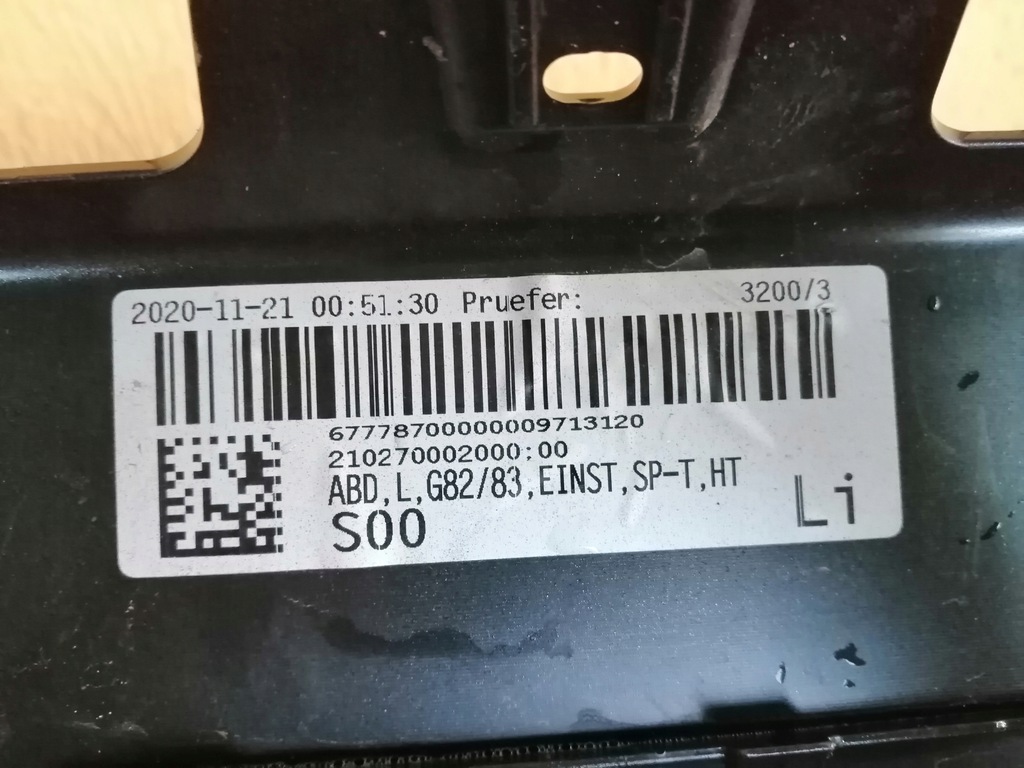 2020-11-21 00:51:30 Pruefer: 3200/3
67778700000009713120
210270002000;00
ABD,L,G82/83,EINST,SP-T,HT
S00
Li